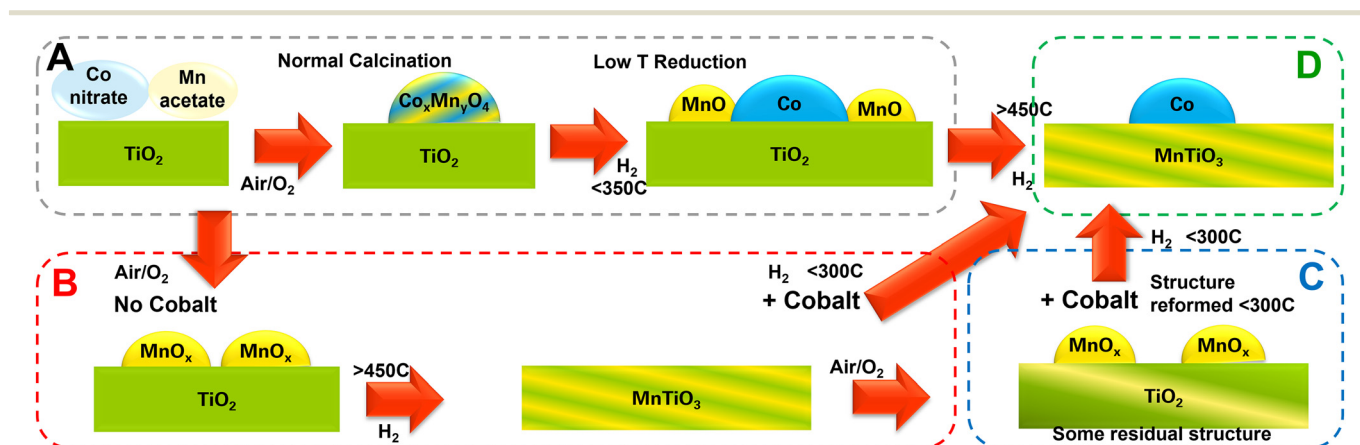 A
Co
nitrate
Mn
acetate
TiO₂
Air/O₂
Normal Calcination
CoₓMnᵧO₄
TiO₂
H₂
<350C
Low T Reduction
MnO
Co
MnO
TiO₂
>450C
H₂
D
Co
MnTiO₃
B
Air/O₂
No Cobalt
MnOₓ
MnOₓ
TiO₂
>450C
H₂
MnTiO₃
H₂ <300C
+ Cobalt
Air/O₂
C
H₂ <300C
+ Cobalt
Structure
reformed <300C
MnOₓ
MnOₓ
TiO₂
Some residual structure